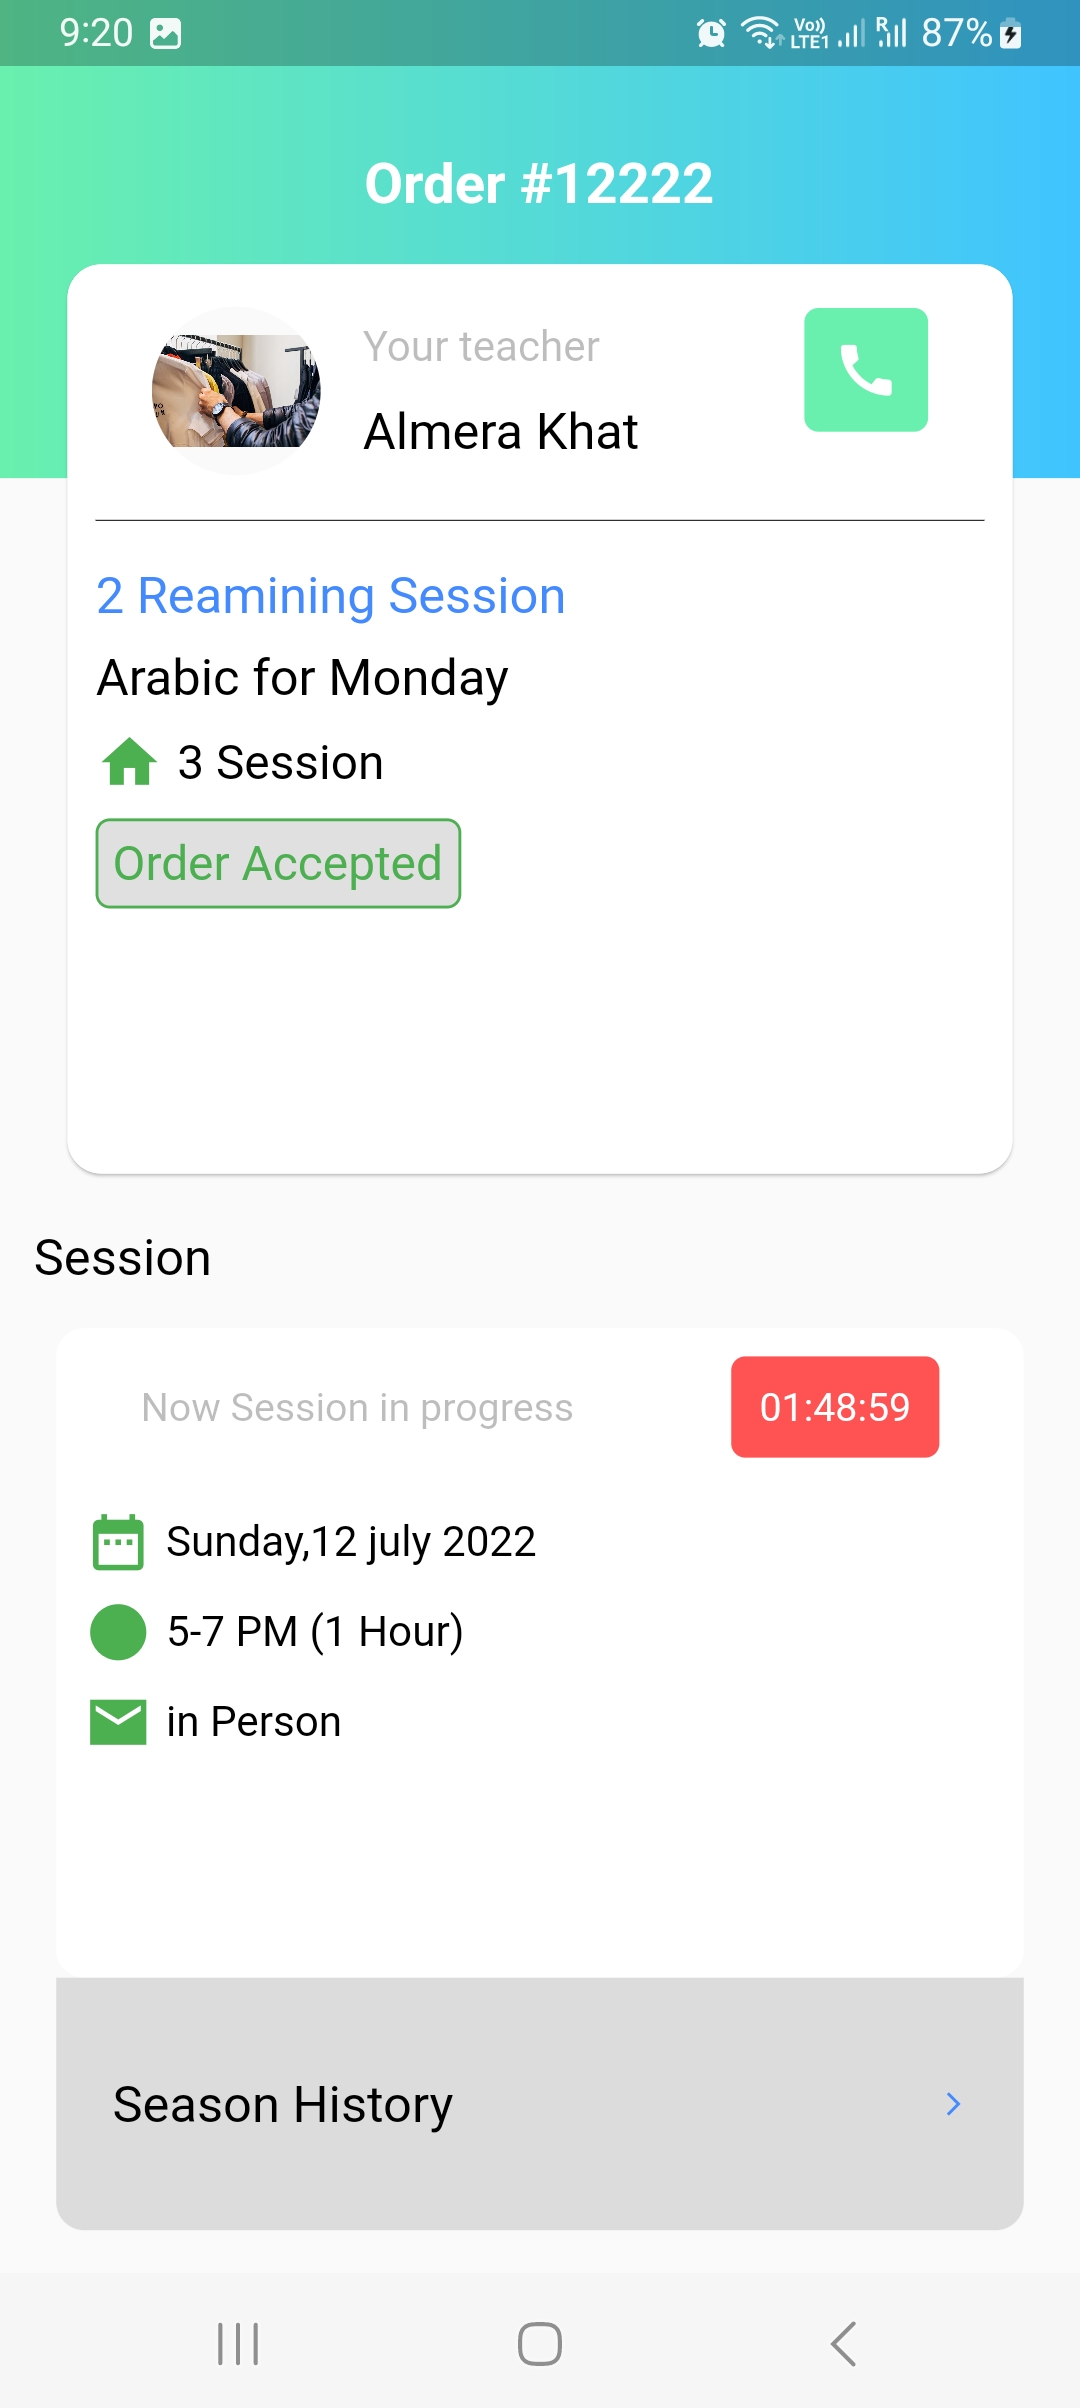 9:20
Vo))
LTE1
R
87%
Order #12222
Your teacher
Almera Khat
2 Reamining Session
Arabic for Monday
3 Session
Order Accepted
Session
Now Session in progress
01:48:59
Sunday,12 july 2022
5-7 PM (1 Hour)
in Person
Season History